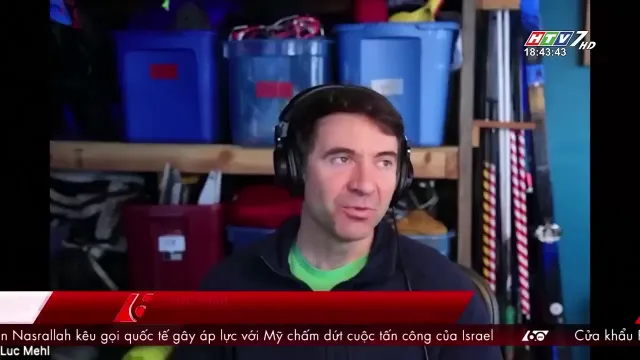 HTV7 HD
18:43:43
n Nasrallah kêu gọi quốc tế gây áp lực với Mỹ chấm dứt cuộc tấn công của Israel 60 Cửa khẩu
Luc Mehl